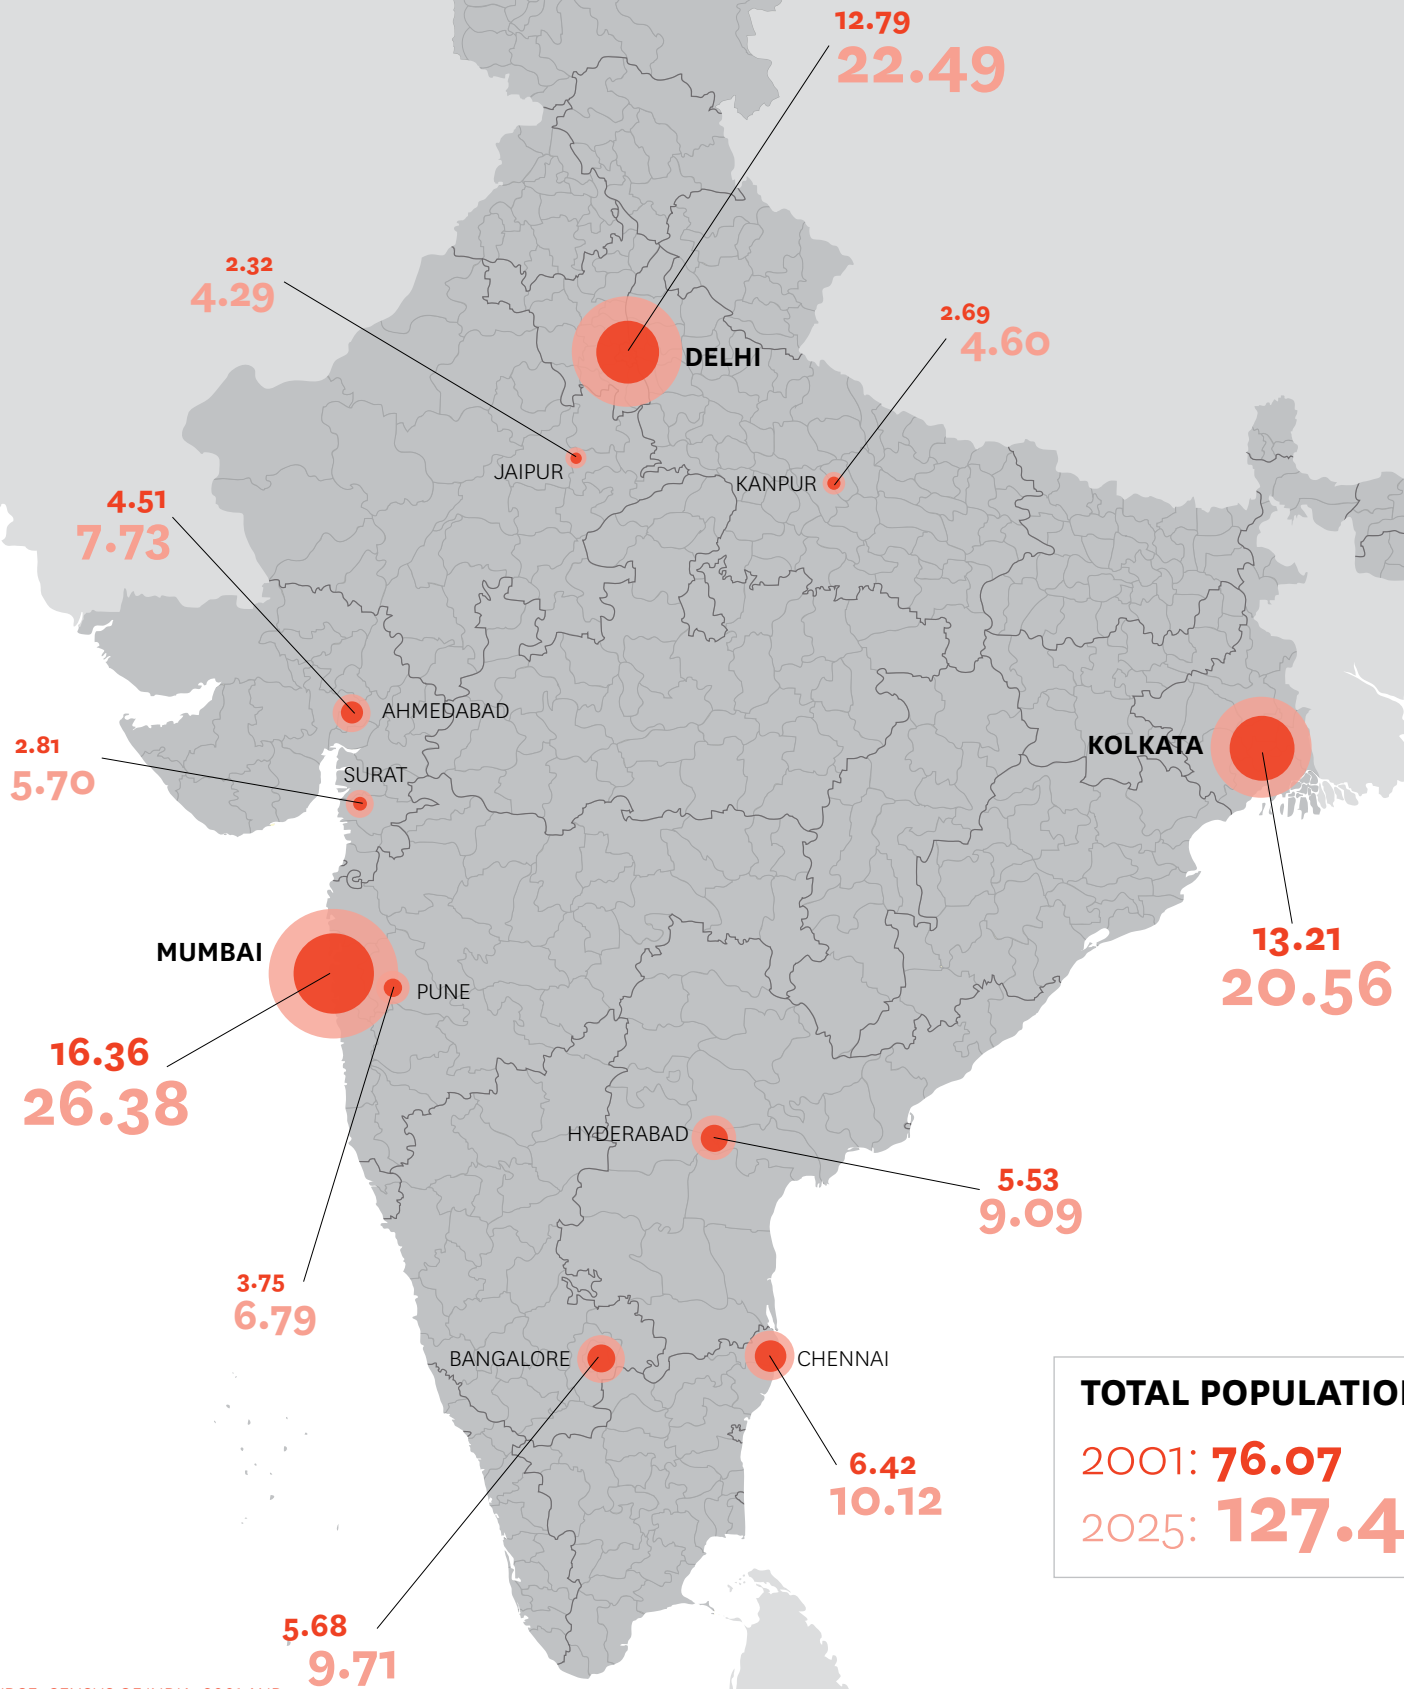 12.79
22.49
2.32
4.29
2.69
4.60
DELHI
JAIPUR
KANPUR
4.51
7.73
AHMEDABAD
2.81
5.70
SURAT
KOLKATA
13.21
20.56
MUMBAI
PUNE
16.36
26.38
HYDERABAD
5.53
9.09
3.75
6.79
BANGALORE
CHENNAI
6.42
10.12
5.68
9.71
TOTAL POPULATIO
2001: 76.07
2025: 127.4